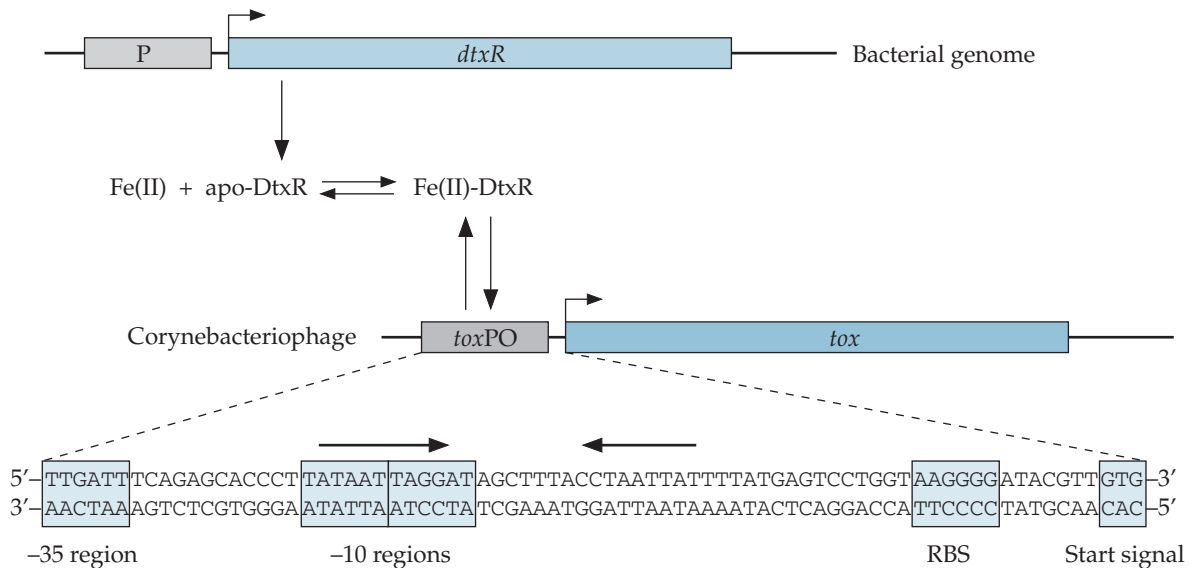 P
dtxR
Bacterial genome
Fe(II) + apo-DtxR
Fe(II)-DtxR
Corynebacteriophage
toxPO
tox
5′–TTGATTTCAGAGCACCCTTATAATTAGGATAGCTTTACCTAATTATTTTATGAGTCCTGGTAAGGGGATACGTTGTG–3′
3′–AACTAAAGTCTCGTGGGAATATTAATCCTATCGAAATGGATTAATAAAATACTCAGGACCATTCCCCTATGCAACAC–5′
–35 region
–10 regions
RBS
Start signal